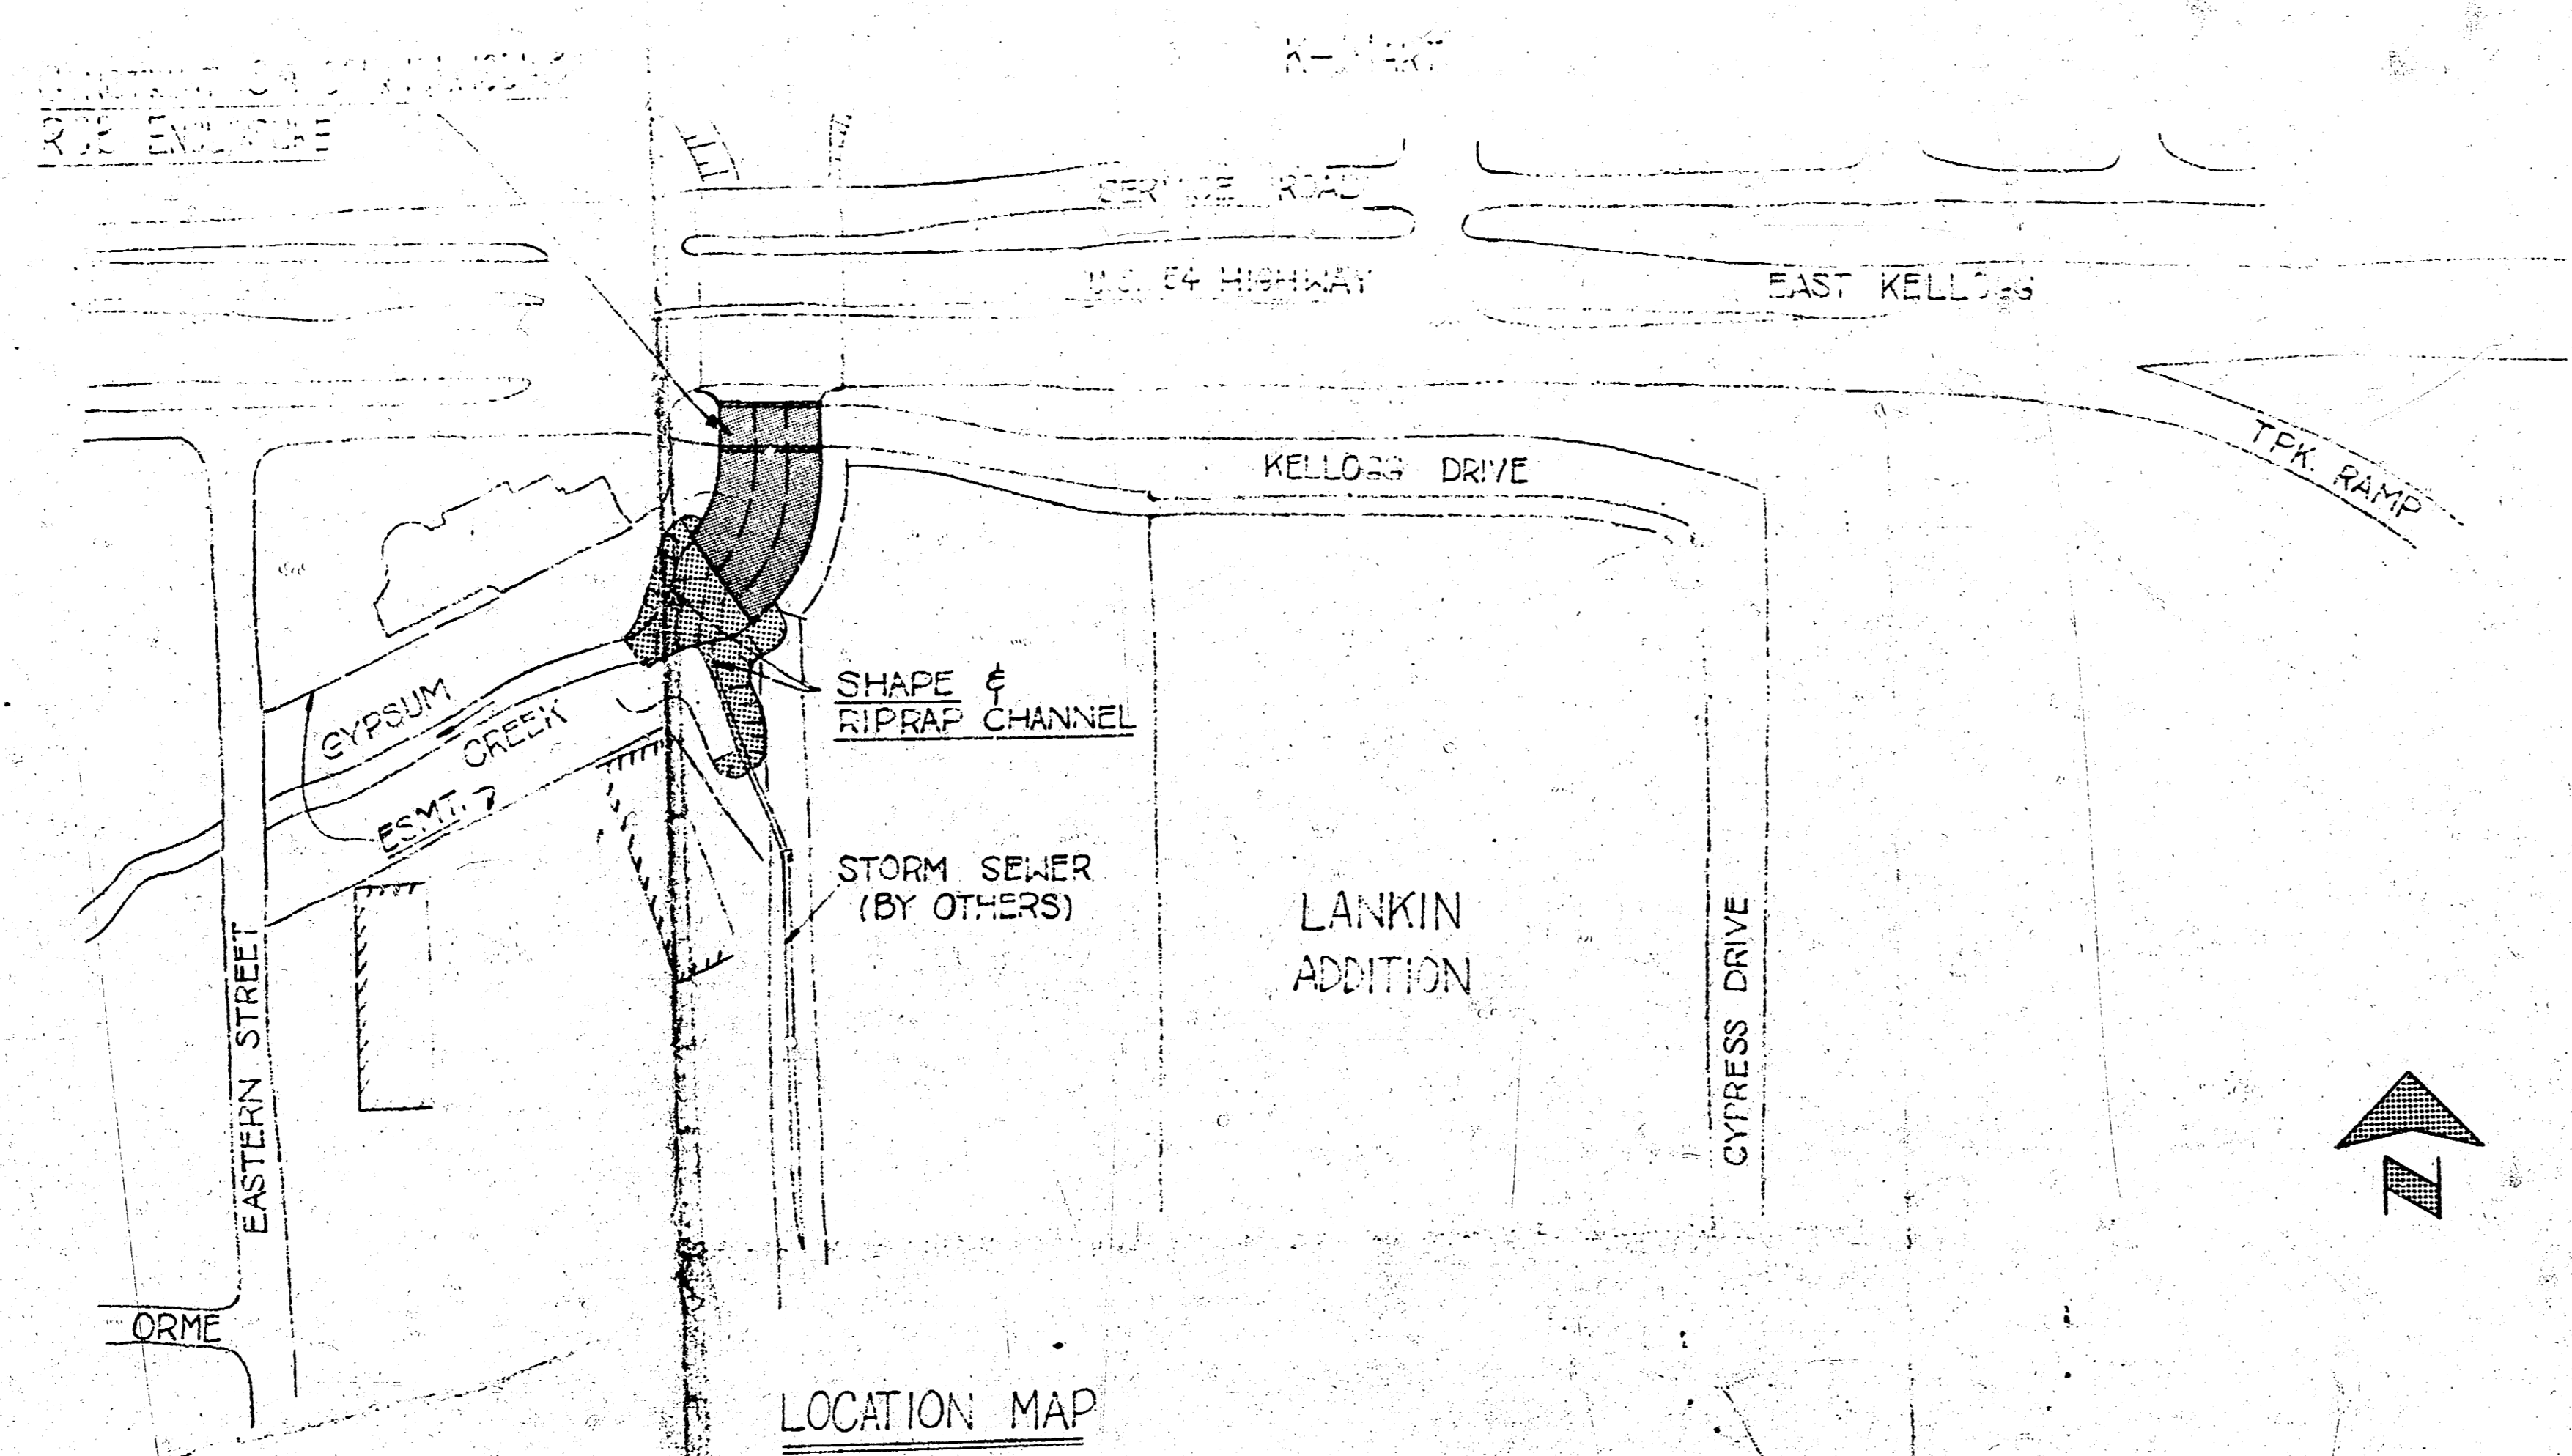 K-MART
SERVICE ROAD
U.S. 54 HIGHWAY
EAST KELLOGG
KELLOGG DRIVE
TPK. RAMP
GYPSUM
CREEK
ESMT.
SHAPE &
RIPRAP CHANNEL
STORM SEWER
(BY OTHERS)
LANKIN
ADDITION
CYPRESS DRIVE
EASTERN STREET
ORME
N
LOCATION MAP